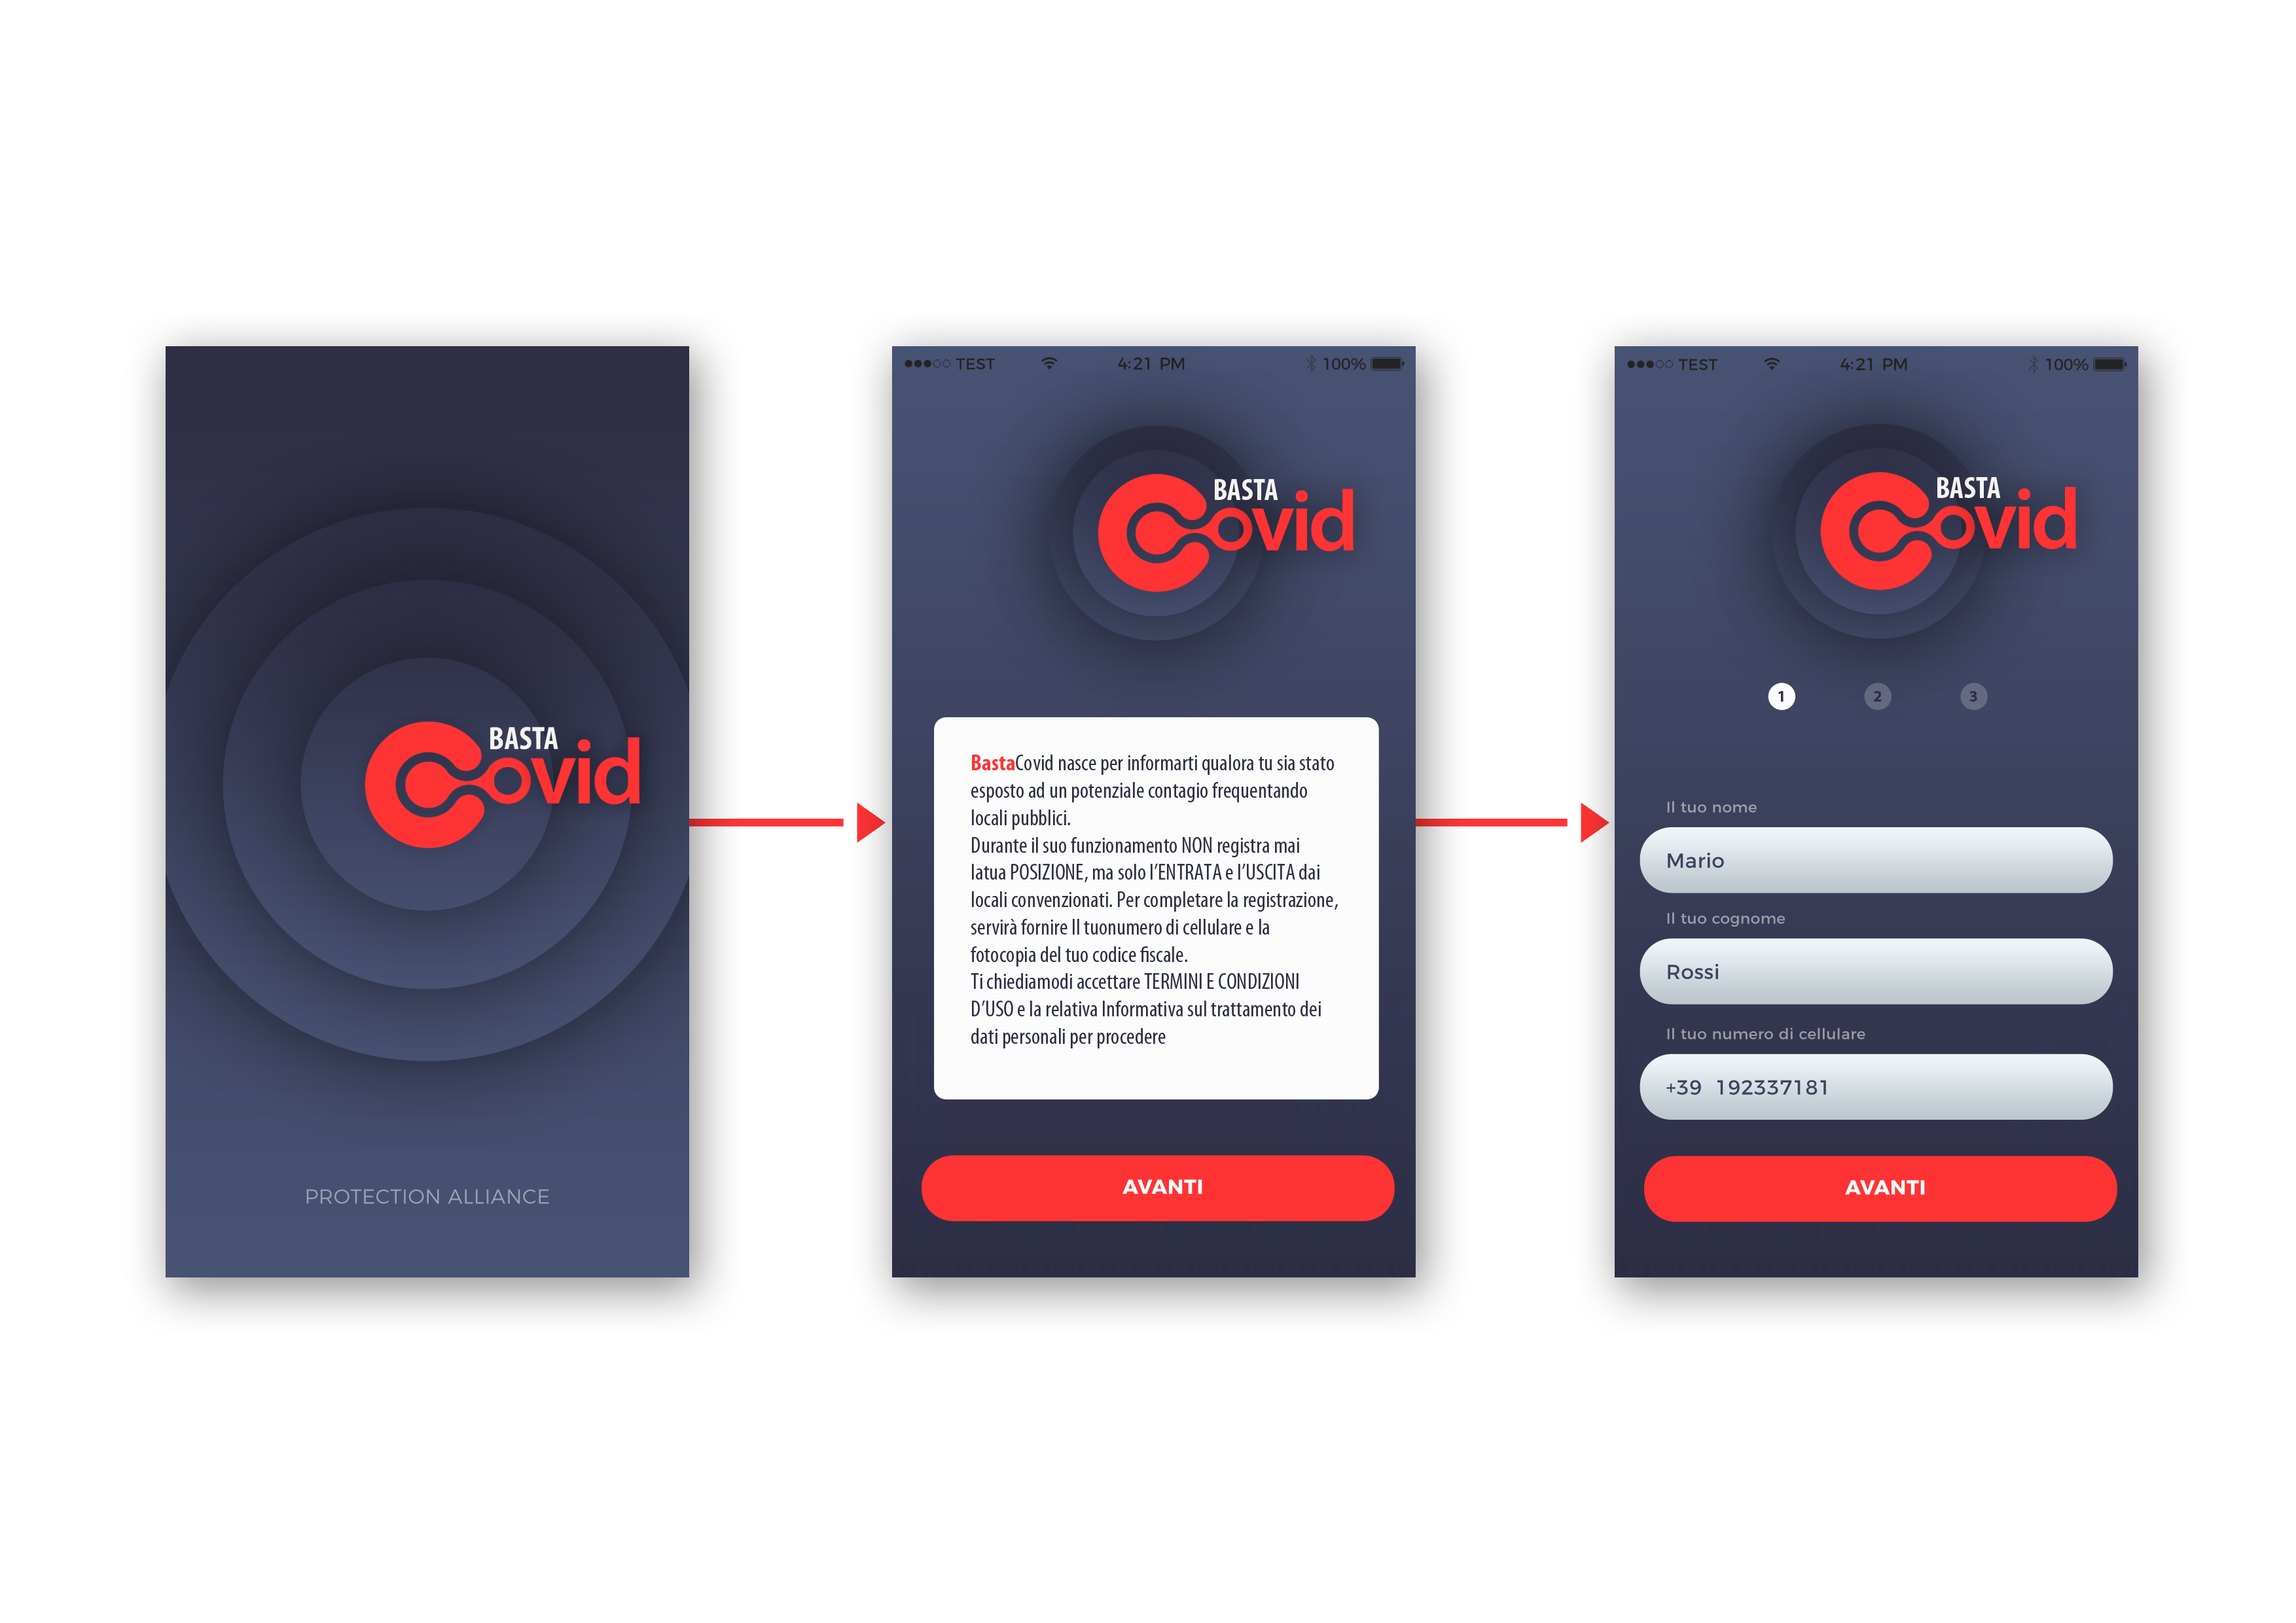 BASTA
Covid
PROTECTION ALLIANCE
TEST 4:21 PM 100%
BASTA
Covid
BastaCovid nasce per informarti qualora tu sia stato
esposto ad un potenziale contagio frequentando
locali pubblici.
Durante il suo funzionamento NON registra mai
latua POSIZIONE, ma solo l’ENTRATA e l’USCITA dai
locali convenzionati. Per completare la registrazione,
servirà fornire Il tuonumero di cellulare e la
fotocopia del tuo codice fiscale.
Ti chiediamodi accettare TERMINI E CONDIZIONI
D’USO e la relativa Informativa sul trattamento dei
dati personali per procedere
AVANTI
TEST 4:21 PM 100%
BASTA
Covid
1 2 3
Il tuo nome
Mario
Il tuo cognome
Rossi
Il tuo numero di cellulare
+39 192337181
AVANTI